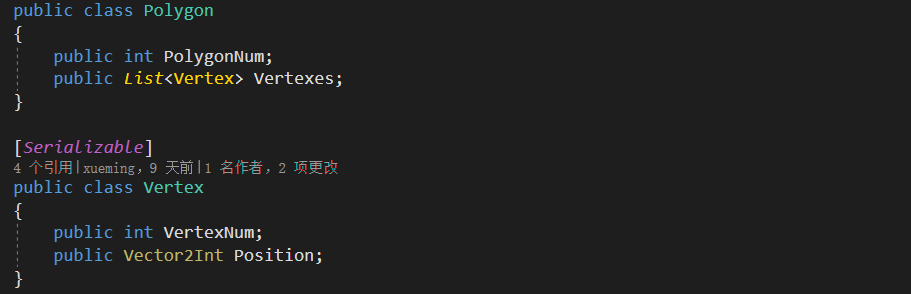 public class Polygon
{
public int PolygonNum;
public List<Vertex> Vertexes;
}
[Serializable]
4 个引用|xueming，9 天前|1 名作者，2 项更改
public class Vertex
{
public int VertexNum;
public Vector2Int Position;
}